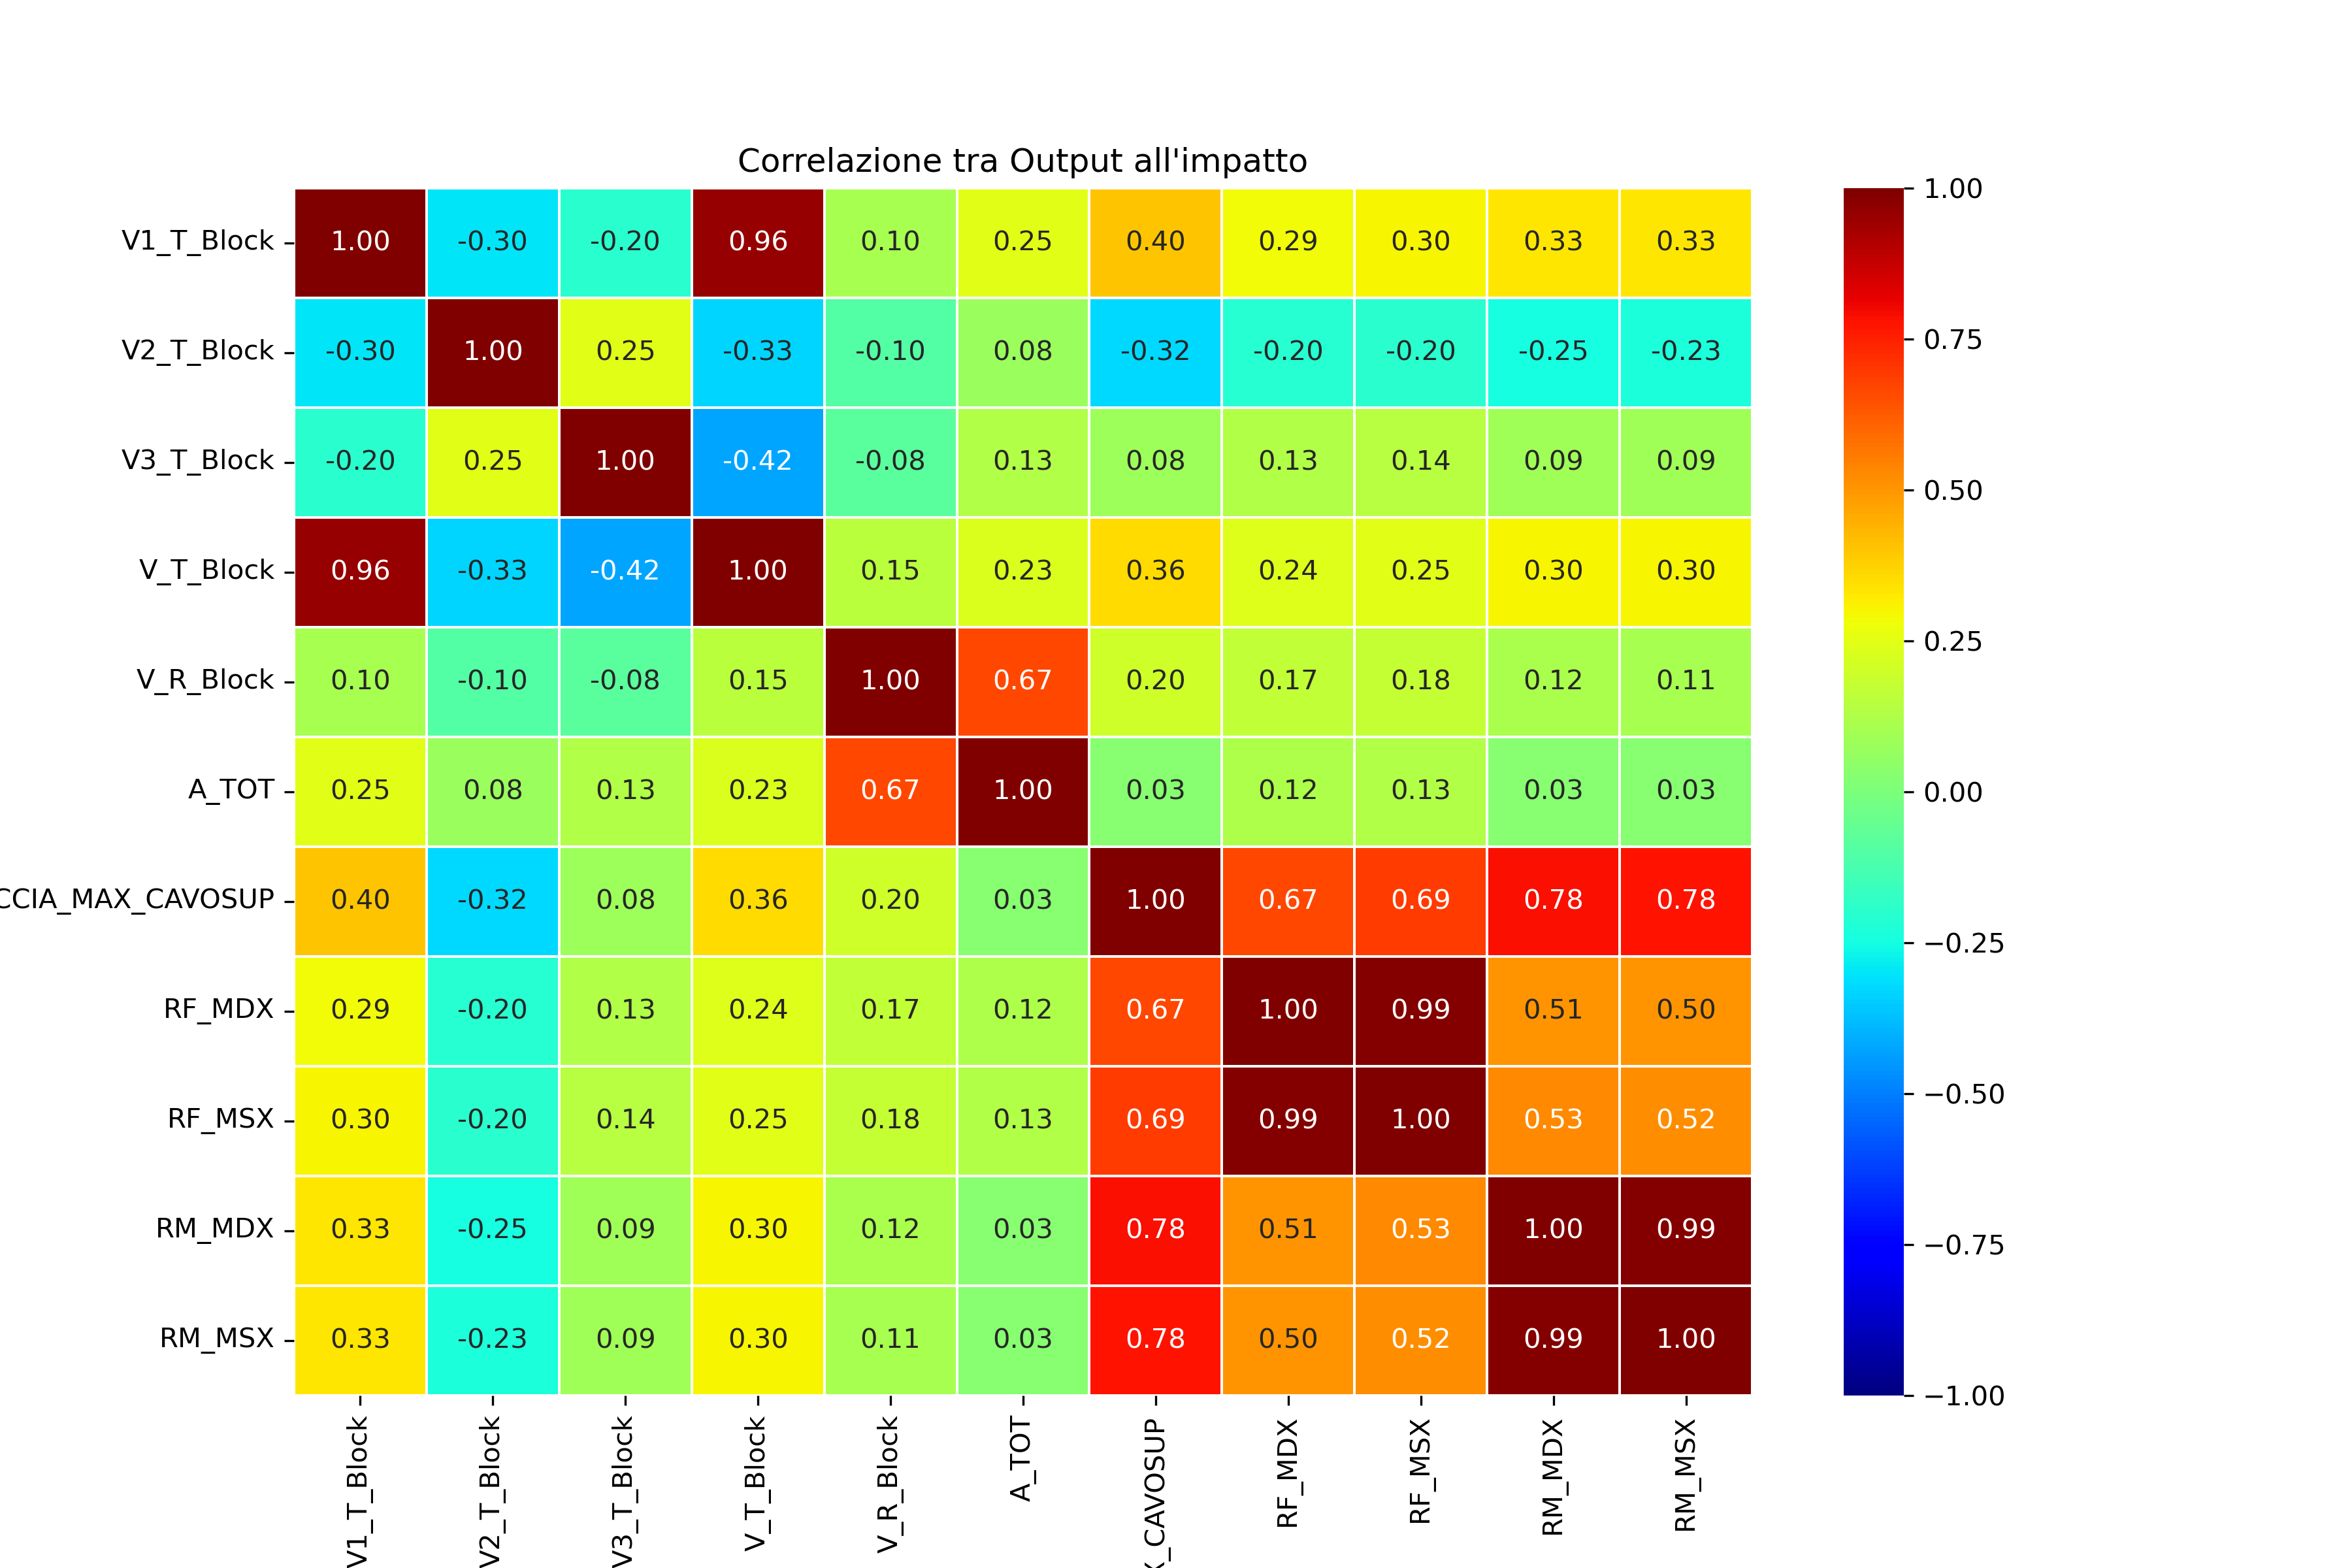 Correlazione tra Output all'impatto
V1_T_Block 1.00 -0.30 -0.20 0.96 0.10 0.25 0.40 0.29 0.30 0.33 0.33
V2_T_Block -0.30 1.00 0.25 -0.33 -0.10 0.08 -0.32 -0.20 -0.20 -0.25 -0.23
V3_T_Block -0.20 0.25 1.00 -0.42 -0.08 0.13 0.08 0.13 0.14 0.09 0.09
V_T_Block 0.96 -0.33 -0.42 1.00 0.15 0.23 0.36 0.24 0.25 0.30 0.30
V_R_Block 0.10 -0.10 -0.08 0.15 1.00 0.67 0.20 0.17 0.18 0.12 0.11
A_TOT 0.25 0.08 0.13 0.23 0.67 1.00 0.03 0.12 0.13 0.03 0.03
CCIA_MAX_CAVOSUP 0.40 -0.32 0.08 0.36 0.20 0.03 1.00 0.67 0.69 0.78 0.78
RF_MDX 0.29 -0.20 0.13 0.24 0.17 0.12 0.67 1.00 0.99 0.51 0.50
RF_MSX 0.30 -0.20 0.14 0.25 0.18 0.13 0.69 0.99 1.00 0.53 0.52
RM_MDX 0.33 -0.25 0.09 0.30 0.12 0.03 0.78 0.51 0.53 1.00 0.99
RM_MSX 0.33 -0.23 0.09 0.30 0.11 0.03 0.78 0.50 0.52 0.99 1.00
V1_T_Block V2_T_Block V3_T_Block V_T_Block V_R_Block A_TOT X_CAVOSUP RF_MDX RF_MSX RM_MDX RM_MSX
1.00
0.75
0.50
0.25
0.00
−0.25
−0.50
−0.75
−1.00